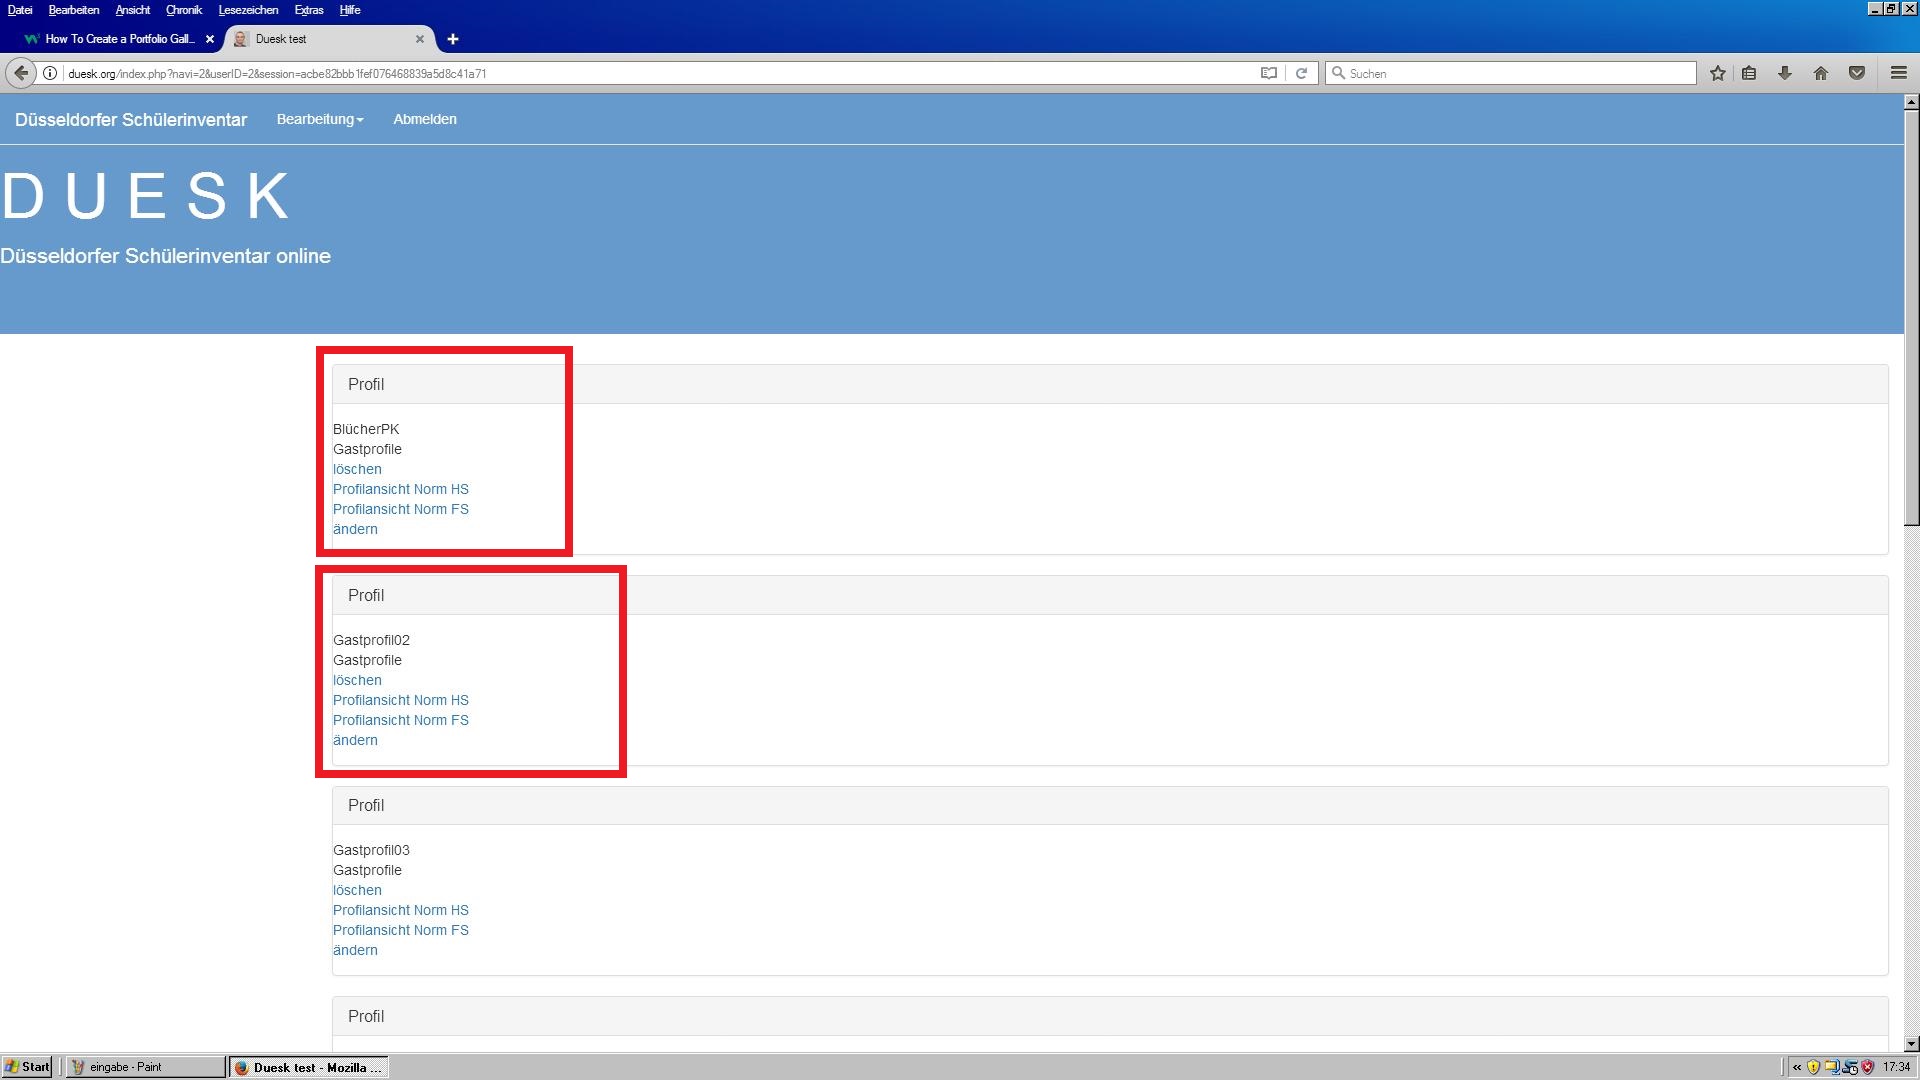 Datei Bearbeiten Ansicht Chronik Lesezeichen Extras Hilfe
How To Create a Portfolio Gall...
Duesk test
duesk.org/index.php?navi=2&userID=2&session=acbe82bbb1fef076468839a5d8c41a71
Suchen
Düsseldorfer Schülerinventar Bearbeitung Abmelden
D U E S K
Düsseldorfer Schülerinventar online
Profil
BlücherPK
Gastprofile
löschen
Profilansicht Norm HS
Profilansicht Norm FS
ändern
Profil
Gastprofil02
Gastprofile
löschen
Profilansicht Norm HS
Profilansicht Norm FS
ändern
Profil
Gastprofil03
Gastprofile
löschen
Profilansicht Norm HS
Profilansicht Norm FS
ändern
Profil
Start eingabe - Paint Duesk test - Mozilla ... 17:34